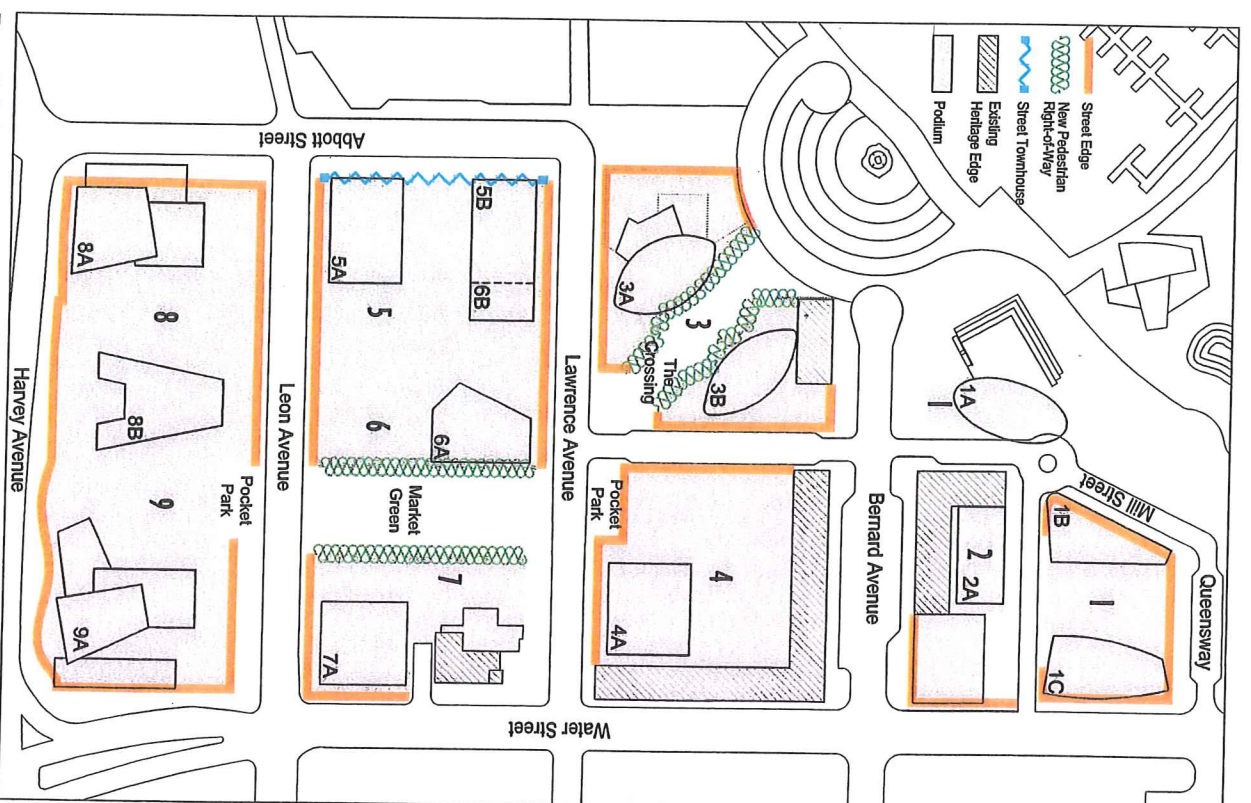 Street Edge
New Pedestrian
Right-of-Way
Street Townhouse
Existing
Heritage Edge
Podium
Abbott Street
Harvey Avenue
Leon Avenue
Lawrence Avenue
Bernard Avenue
Queensway
Mill Street
Water Street
8A
8
8B
9
9A
Pocket
Park
5A
5B
5
6B
6
6A
Market
Green
7
7A
3A
3
The
Crossing
3B
Pocket
Park
4
4A
1
1A
2
2A
1B
1
1C